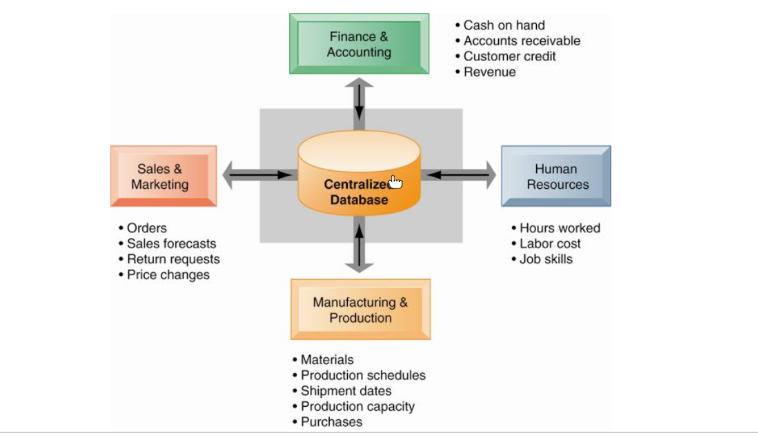 Finance &
Accounting
• Cash on hand
• Accounts receivable
• Customer credit
• Revenue
Sales &
Marketing
• Orders
• Sales forecasts
• Return requests
• Price changes
Centralized
Database
Human
Resources
• Hours worked
• Labor cost
• Job skills
Manufacturing &
Production
• Materials
• Production schedules
• Shipment dates
• Production capacity
• Purchases